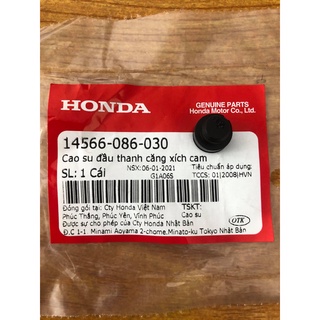 HONDA
GENUINE PARTS
Honda Motor Co., Ltd.
14566-086-030
Cao su đầu thanh căng xích cam
NSX:06-01-2021
Tiêu chuẩn áp dụng:
SL: 1 Cái
G1A06S
TCCS: 01|2008|HVN
Đóng gói tại: Cty Honda Việt Nam
TSKT:
Phúc Thắng, Phúc Yên, Vĩnh Phúc
Cao su
Được sự cho phép của Cty Honda Nhật Bản
OTK
Đ.C 1-1 Minami Aoyama 2-chome,Minato-ku Tokyo Nhật Bản